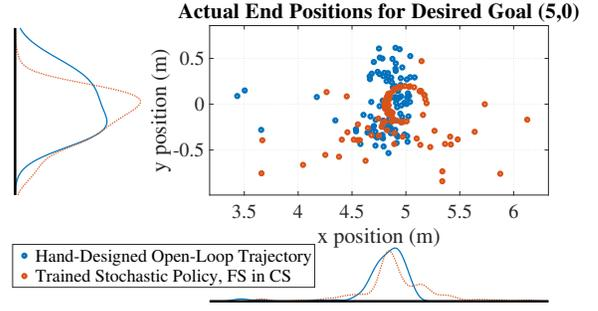 Actual End Positions for Desired Goal (5,0)
y position (m)
0.5
0
-0.5
3.5 4 4.5 5 5.5 6
x position (m)
Hand-Designed Open-Loop Trajectory
Trained Stochastic Policy, FS in CS